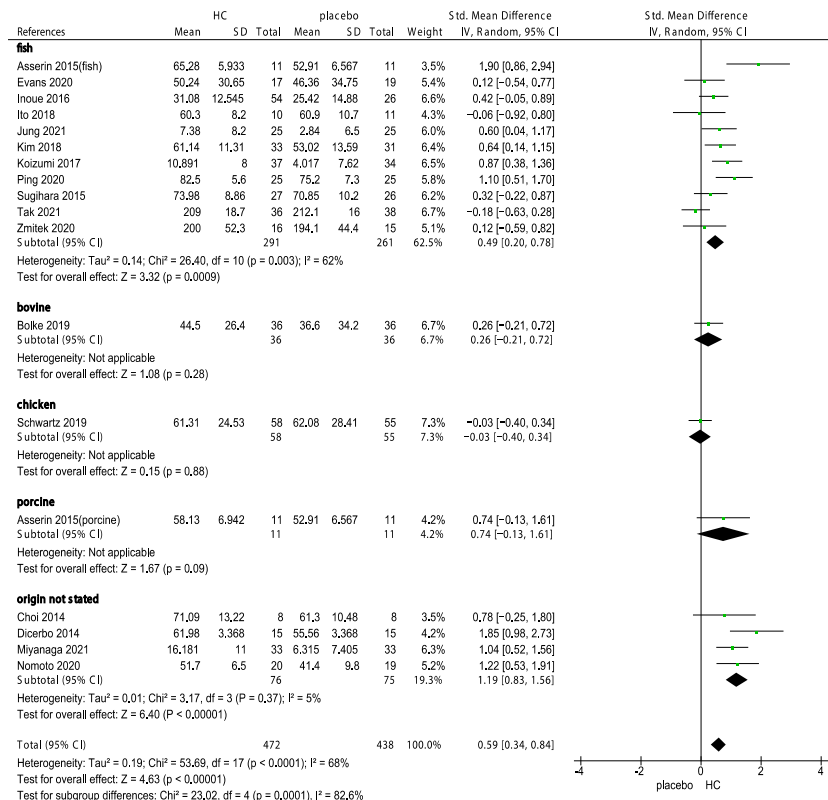 HC placebo Std. Mean Difference Std. Mean Difference
References Mean SD Total Mean SD Total Weight IV, Random, 95% CI IV, Random, 95% CI
fish
Asserin 2015(fish) 65.28 5.933 11 52.91 6.567 11 3.5% 1.90 [0.86, 2.94]
Evans 2020 50.24 30.65 17 46.36 34.75 19 5.2% 0.12 [-0.54, 0.77]
Inoue 2016 31.08 12.545 54 25.42 14.88 26 6.6% 0.42 [-0.05, 0.89]
Ito 2018 60.3 8.2 10 60.9 10.7 11 4.2% -0.06 [-0.92, 0.80]
Jung 2021 7.38 8.2 25 2.84 6.5 25 5.9% 0.60 [0.04, 1.17]
Kim 2018 61.14 11.31 33 53.02 13.59 31 6.4% 0.64 [0.14, 1.15]
Koizumi 2017 10.891 8 37 4.017 7.62 34 6.5% 0.87 [0.38, 1.36]
Ping 2020 82.5 5.6 25 75.2 7.3 25 5.7% 1.10 [0.51, 1.70]
Sugihara 2015 73.98 8.86 27 70.85 10.2 26 6.1% 0.32 [-0.22, 0.87]
Tak 2021 209 18.7 36 212.1 16 38 6.7% -0.18 [-0.63, 0.28]
Zmitek 2020 200 52.3 16 194.1 44.4 15 5.1% 0.12 [-0.59, 0.82]
Subtotal (95% CI) 291 261 62.5% 0.49 [0.20, 0.78]
Heterogeneity: Tau² = 0.14; Chi² = 26.40, df = 10 (p = 0.003); I² = 62%
Test for overall effect: Z = 3.32 (p = 0.0009)
bovine
Bolke 2019 44.5 26.4 36 36.6 34.2 36 6.7% 0.26 [-0.21, 0.72]
Subtotal (95% CI) 36 36 6.7% 0.26 [-0.21, 0.72]
Heterogeneity: Not applicable
Test for overall effect: Z = 1.08 (p = 0.28)
chicken
Schwartz 2019 61.31 24.53 58 62.08 28.41 55 7.3% -0.03 [-0.40, 0.34]
Subtotal (95% CI) 58 55 7.3% -0.03 [-0.40, 0.34]
Heterogeneity: Not applicable
Test for overall effect: Z = 0.15 (p = 0.88)
porcine
Asserin 2015(porcine) 58.13 6.942 11 52.91 6.567 11 4.2% 0.74 [-0.13, 1.61]
Subtotal (95% CI) 11 11 4.2% 0.74 [-0.13, 1.61]
Heterogeneity: Not applicable
Test for overall effect: Z = 1.67 (p = 0.09)
origin not stated
Choi 2014 71.09 13.22 8 61.3 10.48 8 3.5% 0.78 [-0.25, 1.80]
Dicerbo 2014 61.98 3.368 15 55.56 3.368 15 4.2% 1.85 [0.98, 2.73]
Miyanaga 2021 16.181 11 33 6.315 7.405 33 6.3% 1.04 [0.52, 1.56]
Nomoto 2020 51.7 6.5 20 41.4 9.8 19 5.2% 1.22 [0.53, 1.91]
Subtotal (95% CI) 76 75 19.3% 1.19 [0.83, 1.56]
Heterogeneity: Tau² = 0.01; Chi² = 3.17, df = 3 (P = 0.37); I² = 5%
Test for overall effect: Z = 6.40 (P < 0.00001)
Total (95% CI) 472 438 100.0% 0.59 [0.34, 0.84]
Heterogeneity: Tau² = 0.19; Chi² = 53.69, df = 17 (p < 0.0001); I² = 68%
Test for overall effect: Z = 4.63 (p < 0.00001)
Test for subgroup differences: Chi² = 23.02, df = 4 (p = 0.0001), I² = 82.6%
-4 -2 0 2 4
placebo HC